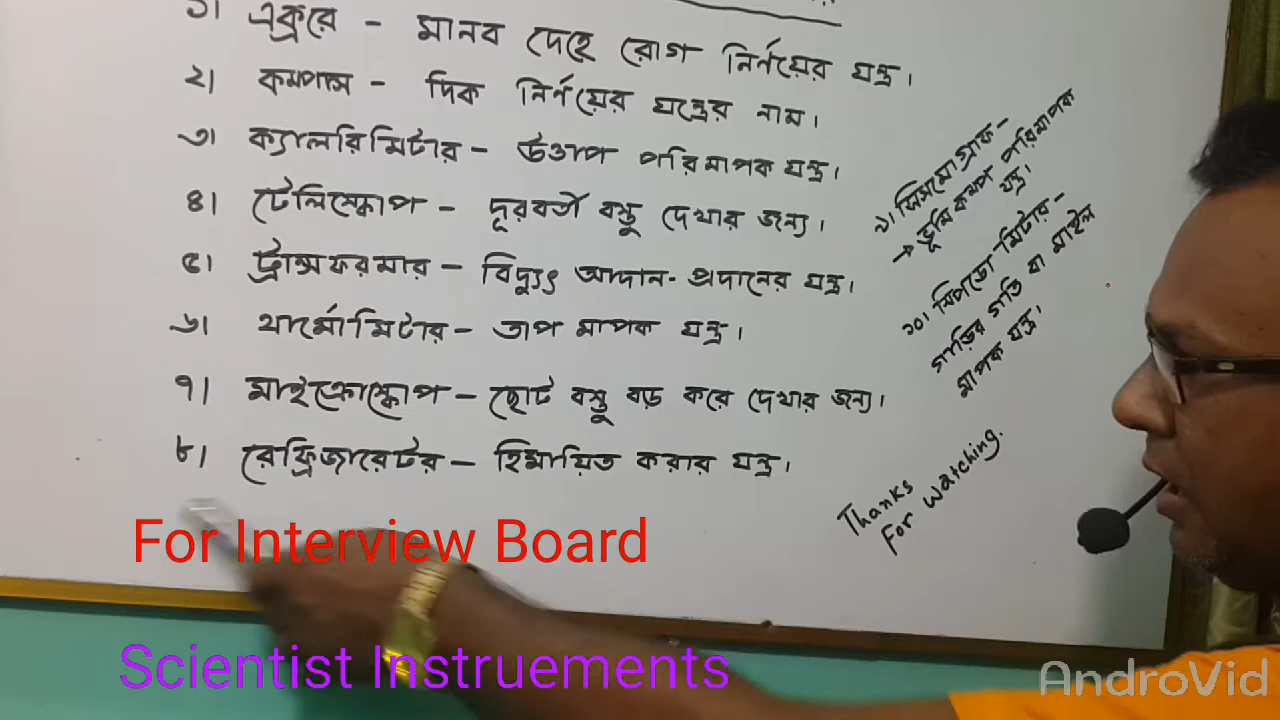 ১। এক্সরে - মানব দেহে রোগ নির্ণয়ের যন্ত্র।
২। কম্পাস - দিক নির্ণয়ের যন্ত্রের নাম।
৩। ক্যালরিমিটার - উত্তাপ পরিমাপক যন্ত্র।
৪। টেলিস্কোপ - দূরবর্তী বস্তু দেখার জন্য।
৫। ট্রান্সফরমার - বিদ্যুৎ আদান-প্রদানের যন্ত্র।
৬। থার্মোমিটার - তাপ মাপক যন্ত্র।
৭। মাইক্রোস্কোপ - ছোট বস্তু বড় করে দেখার জন্য।
৮। রেফ্রিজারেটর - হিমায়িত করার যন্ত্র।
৯। সিসমোগ্রাফ -
→ ভূমি কম্প পরিমাপক
যন্ত্র।
১০। স্পিডো মিটার -
গাড়ির গতি বা মাইল
মাপক যন্ত্র।
Thanks
For watching.
For Interview Board
Scientist Instruements
AndroVid